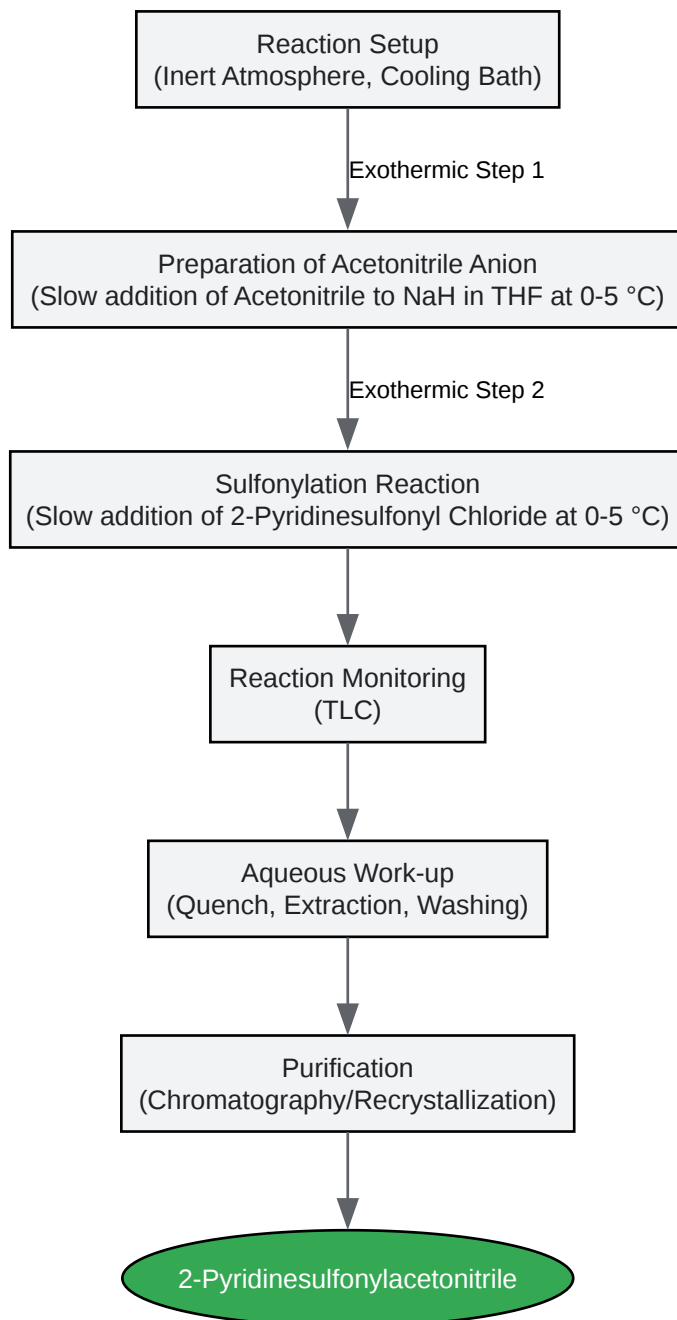 Reaction Setup
(Inert Atmosphere, Cooling Bath)
Exothermic Step 1
Preparation of Acetonitrile Anion
(Slow addition of Acetonitrile to NaH in THF at 0-5 °C)
Exothermic Step 2
Sulfonylation Reaction
(Slow addition of 2-Pyridinesulfonyl Chloride at 0-5 °C)
Reaction Monitoring
(TLC)
Aqueous Work-up
(Quench, Extraction, Washing)
Purification
(Chromatography/Recrystallization)
2-Pyridinesulfonylacetonitrile